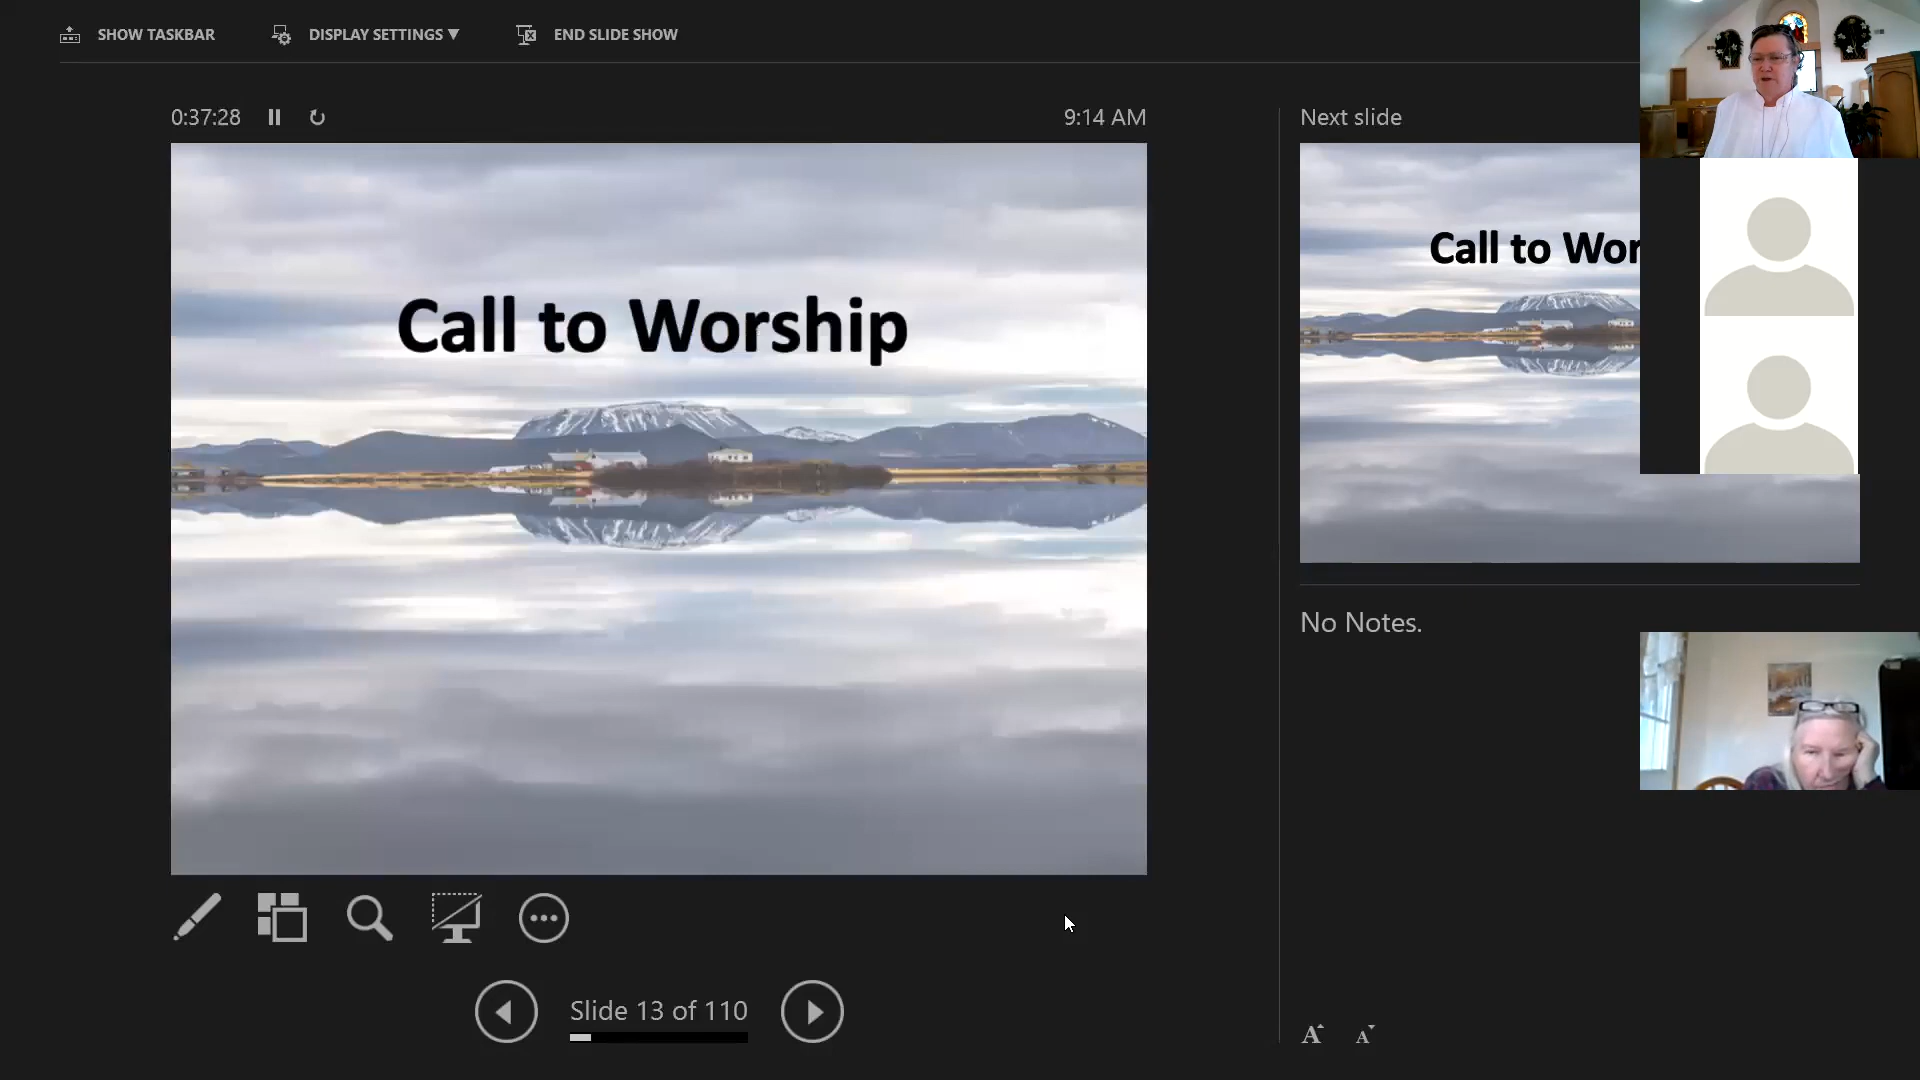 SHOW TASKBAR
DISPLAY SETTINGS ▼
END SLIDE SHOW
0:37:28
9:14 AM
Call to Worship
Slide 13 of 110
Next slide
Call to Wor
No Notes.
A A